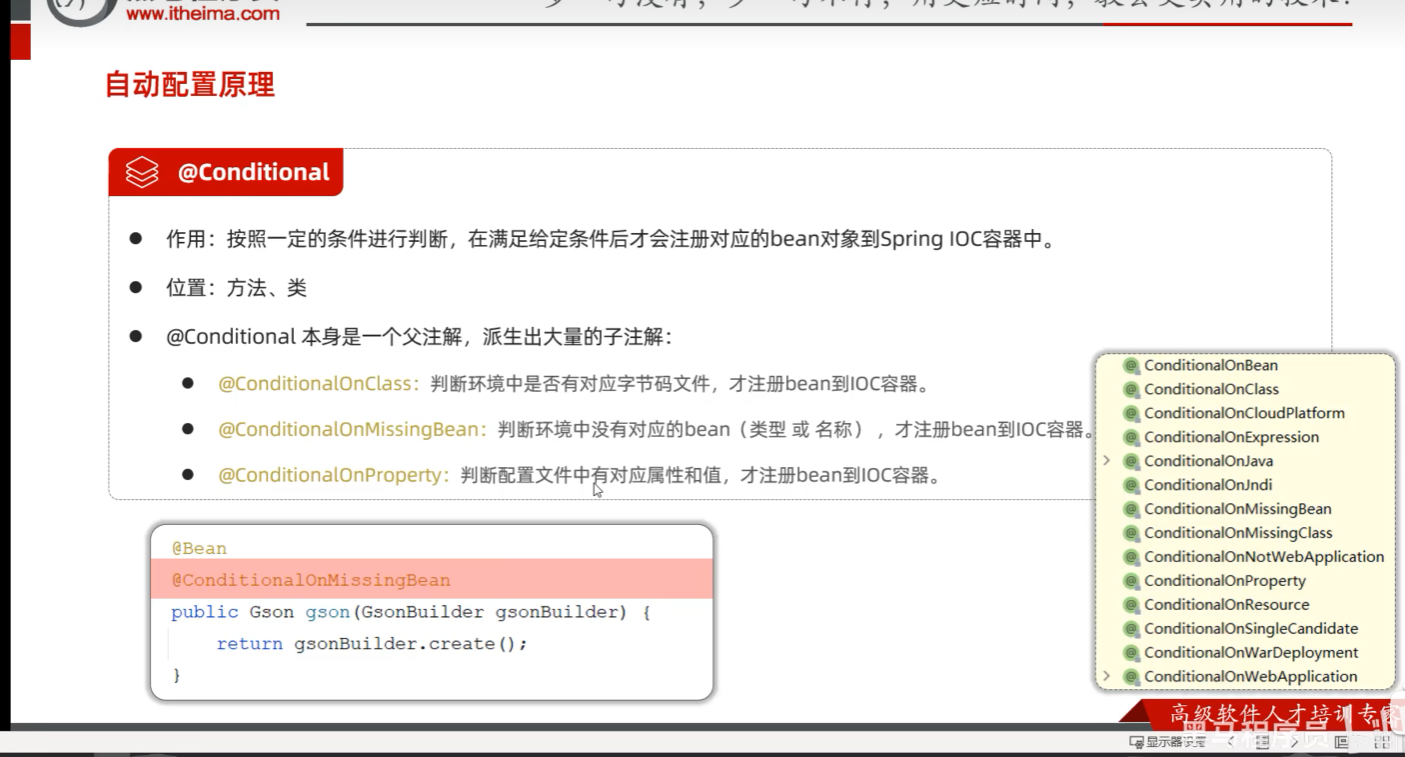 www.itheima.com
自动配置原理
@Conditional
● 作用：按照一定的条件进行判断，在满足给定条件后才会注册对应的bean对象到Spring IOC容器中。
● 位置：方法、类
● @Conditional 本身是一个父注解，派生出大量的子注解：
● @ConditionalOnClass：判断环境中是否有对应字节码文件，才注册bean到IOC容器。
● @ConditionalOnMissingBean：判断环境中没有对应的bean（类型 或 名称） ，才注册bean到IOC容器。
● @ConditionalOnProperty：判断配置文件中有对应属性和值，才注册bean到IOC容器。
ConditionalOnBean
ConditionalOnClass
ConditionalOnCloudPlatform
ConditionalOnExpression
ConditionalOnJava
ConditionalOnJndi
ConditionalOnMissingBean
ConditionalOnMissingClass
ConditionalOnNotWebApplication
ConditionalOnProperty
ConditionalOnResource
ConditionalOnSingleCandidate
ConditionalOnWarDeployment
ConditionalOnWebApplication
@Bean
@ConditionalOnMissingBean
public Gson gson(GsonBuilder gsonBuilder) {
return gsonBuilder.create();
}
高级软件人才培训专家
黑马程序员
显示器设置